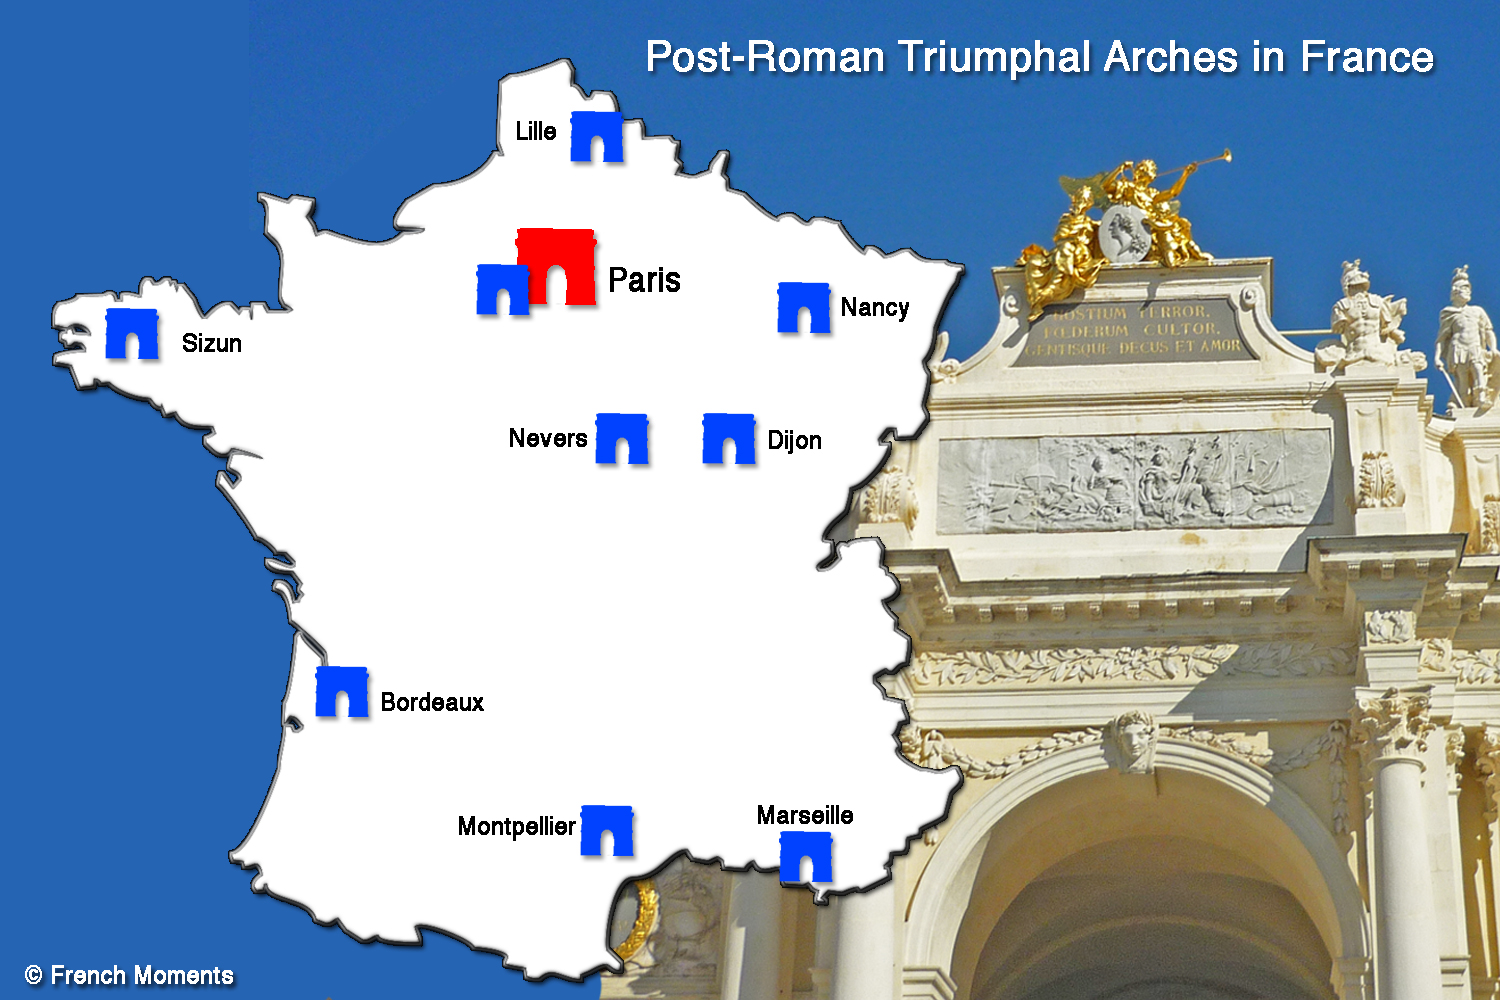 Post-Roman Triumphal Arches in France
Lille
Paris
Nancy
Sizun
Nevers
Dijon
Bordeaux
Montpellier
Marseille
HOSTIUM TERROR.
FŒDERUM CULTOR.
GENTISQUE DECUS ET AMOR
© French Moments